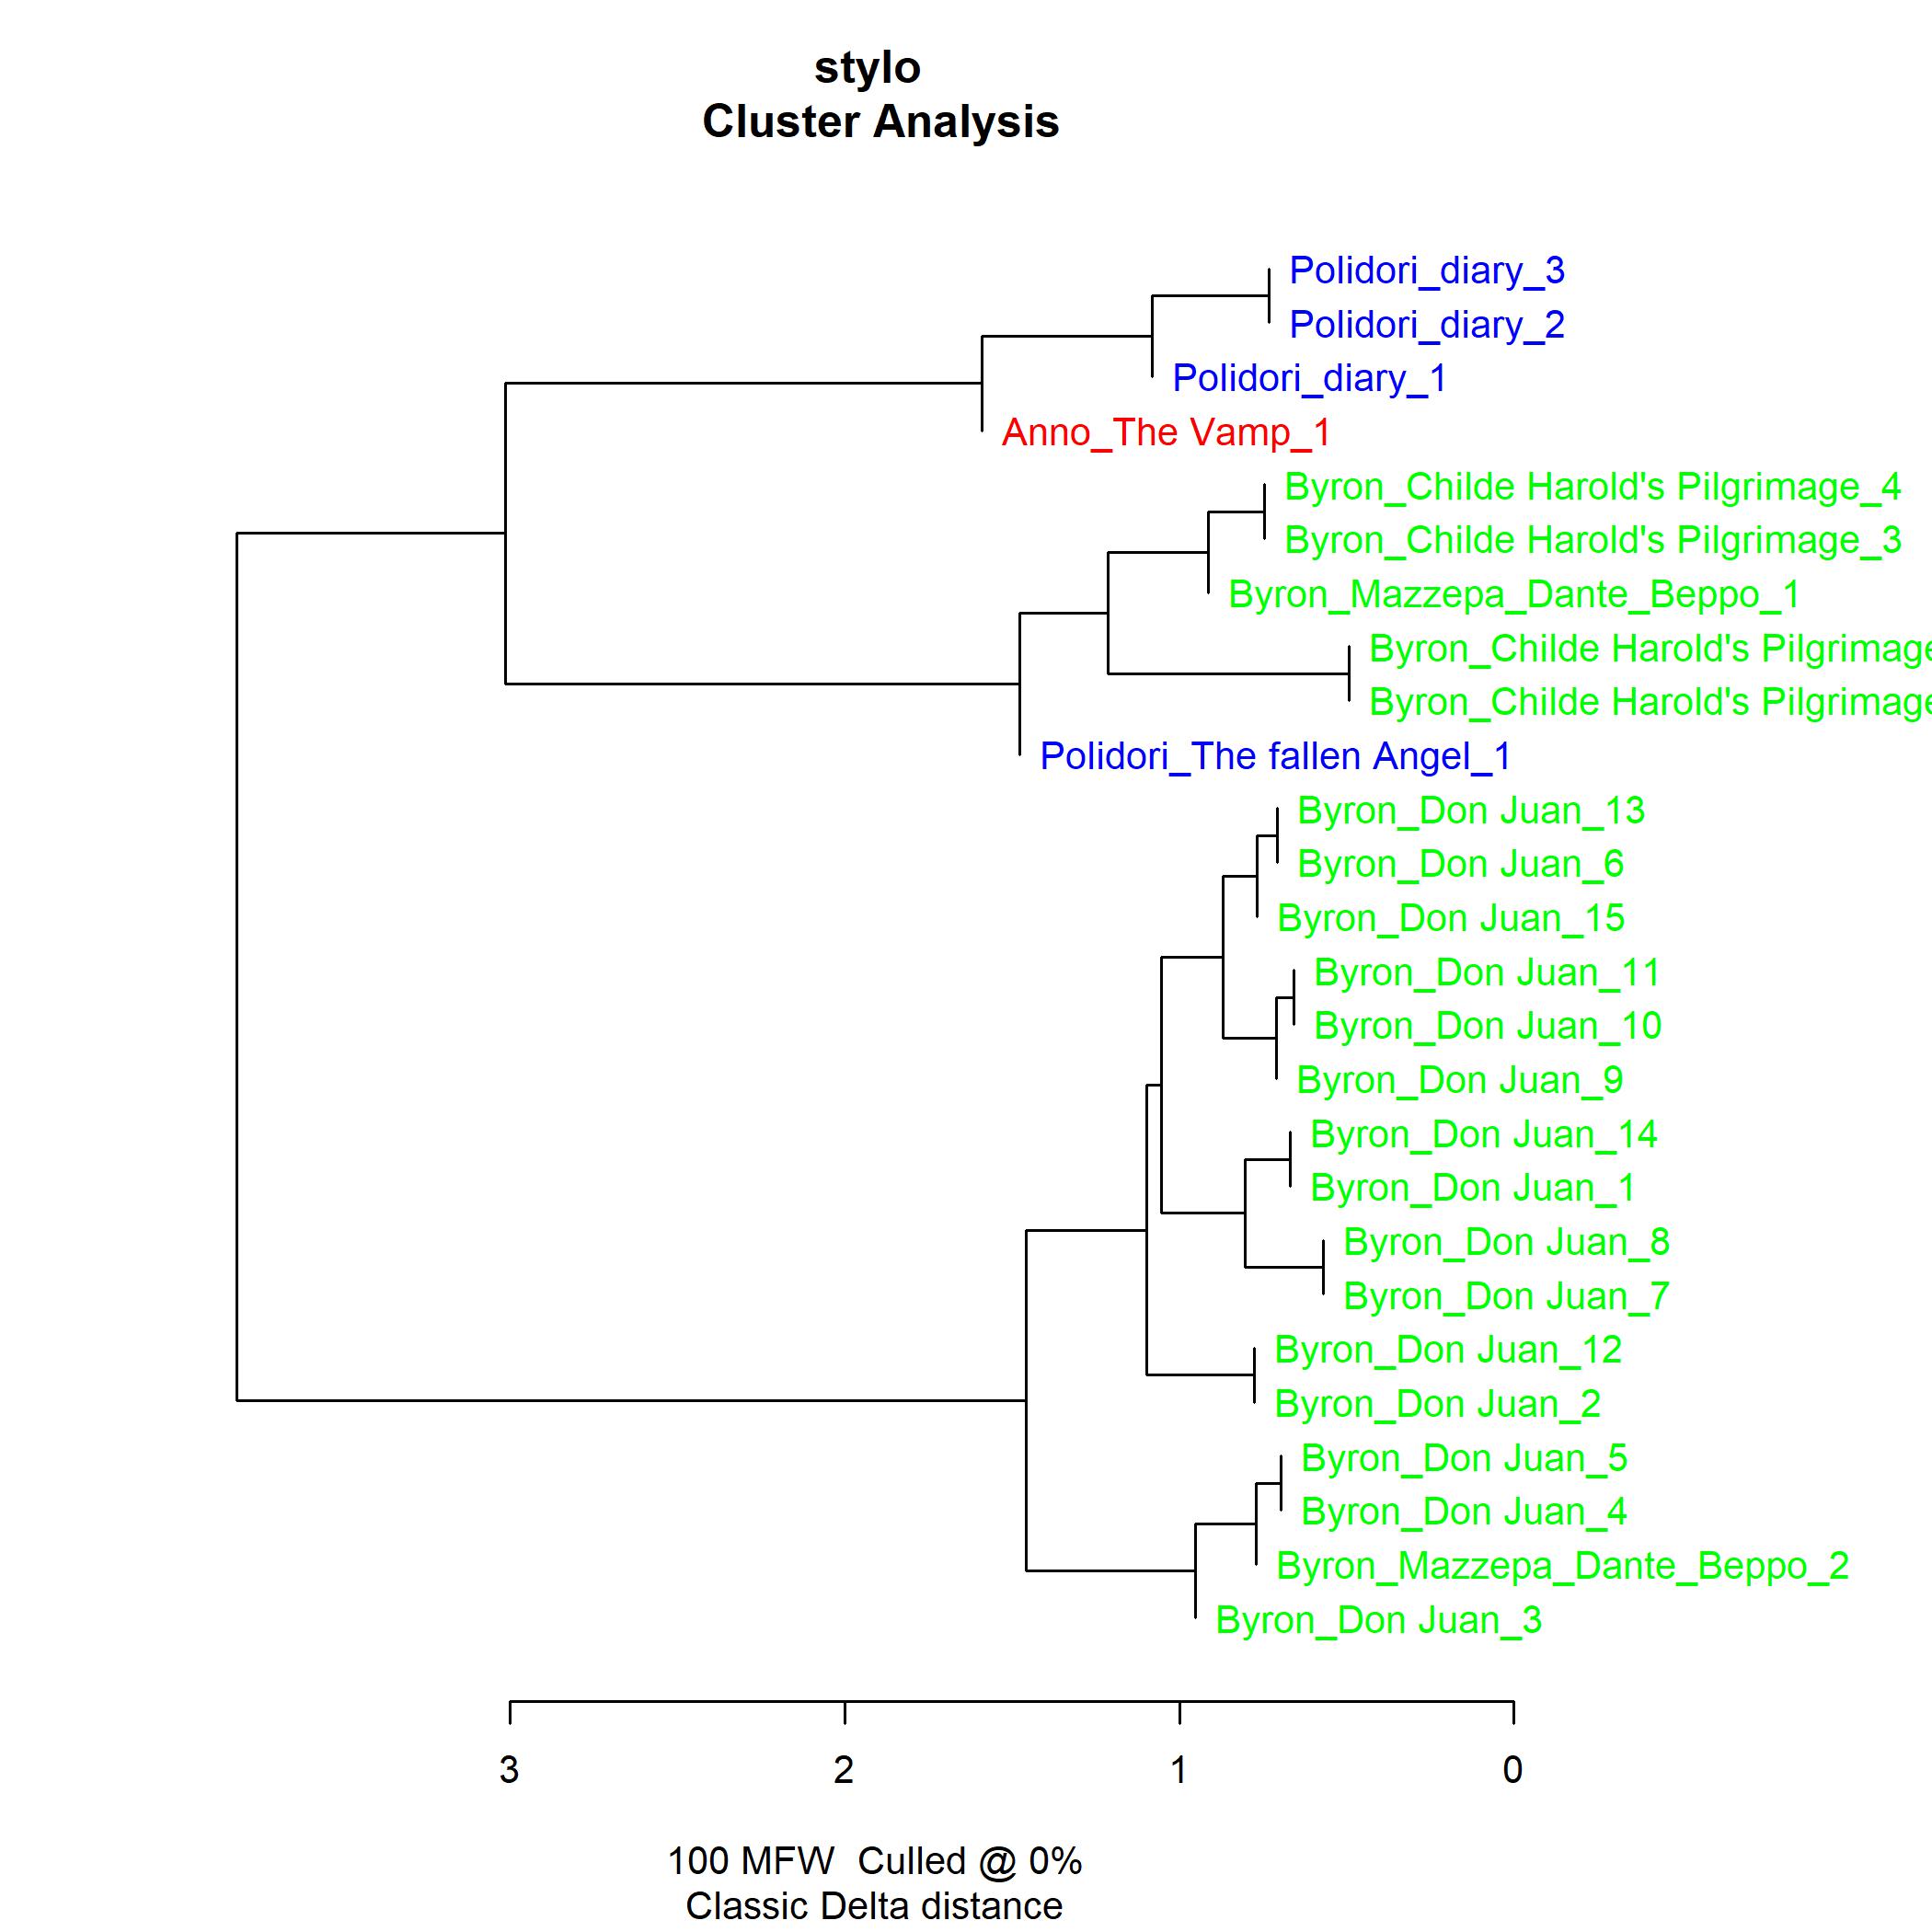 stylo
Cluster Analysis
Polidori_diary_3
Polidori_diary_2
Polidori_diary_1
Anno_The Vamp_1
Byron_Childe Harold's Pilgrimage_4
Byron_Childe Harold's Pilgrimage_3
Byron_Mazzepa_Dante_Beppo_1
Byron_Childe Harold's Pilgrimage
Byron_Childe Harold's Pilgrimage
Polidori_The fallen Angel_1
Byron_Don Juan_13
Byron_Don Juan_6
Byron_Don Juan_15
Byron_Don Juan_11
Byron_Don Juan_10
Byron_Don Juan_9
Byron_Don Juan_14
Byron_Don Juan_1
Byron_Don Juan_8
Byron_Don Juan_7
Byron_Don Juan_12
Byron_Don Juan_2
Byron_Don Juan_5
Byron_Don Juan_4
Byron_Mazzepa_Dante_Beppo_2
Byron_Don Juan_3
3 2 1 0
100 MFW  Culled @ 0%
Classic Delta distance